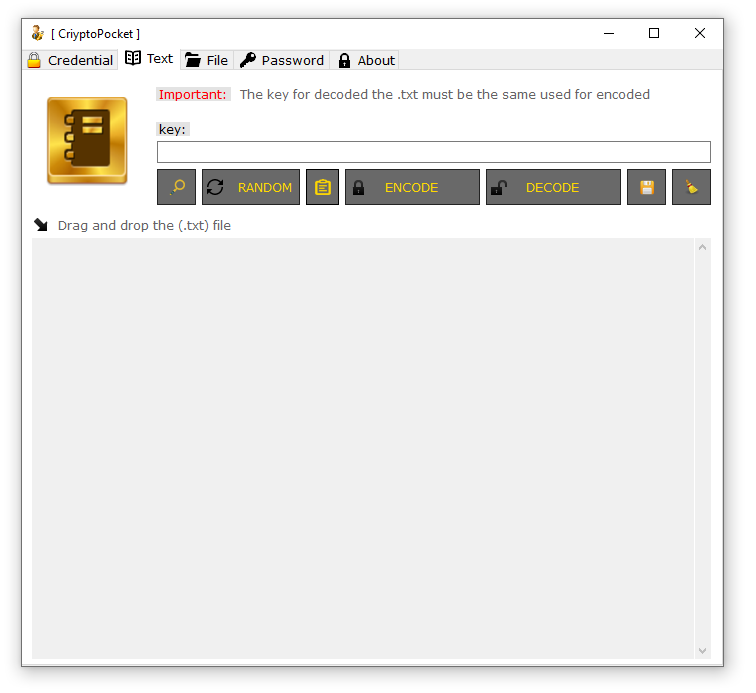 [ CriyptoPocket ]
Credential Text File Password About
Important: The key for decoded the .txt must be the same used for encoded
key:
RANDOM ENCODE DECODE
Drag and drop the (.txt) file